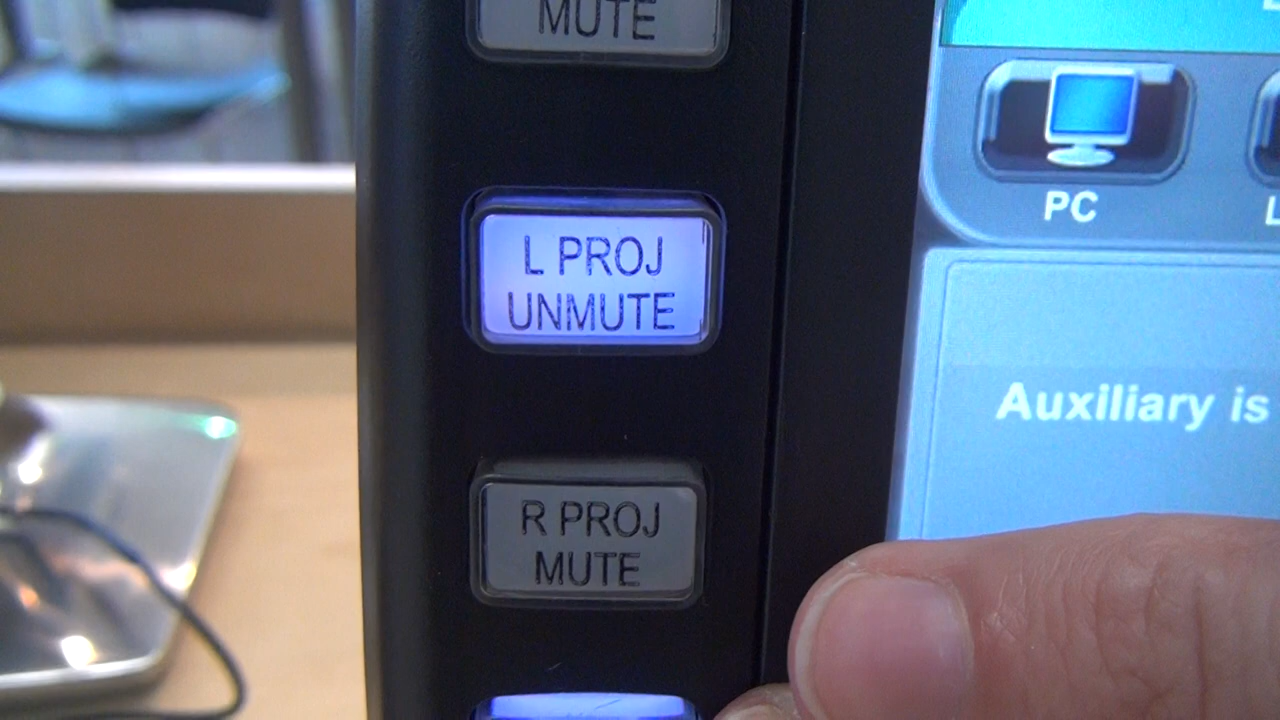 MUTE
L PROJ
UNMUTE
R PROJ
MUTE
PC
Auxiliary is